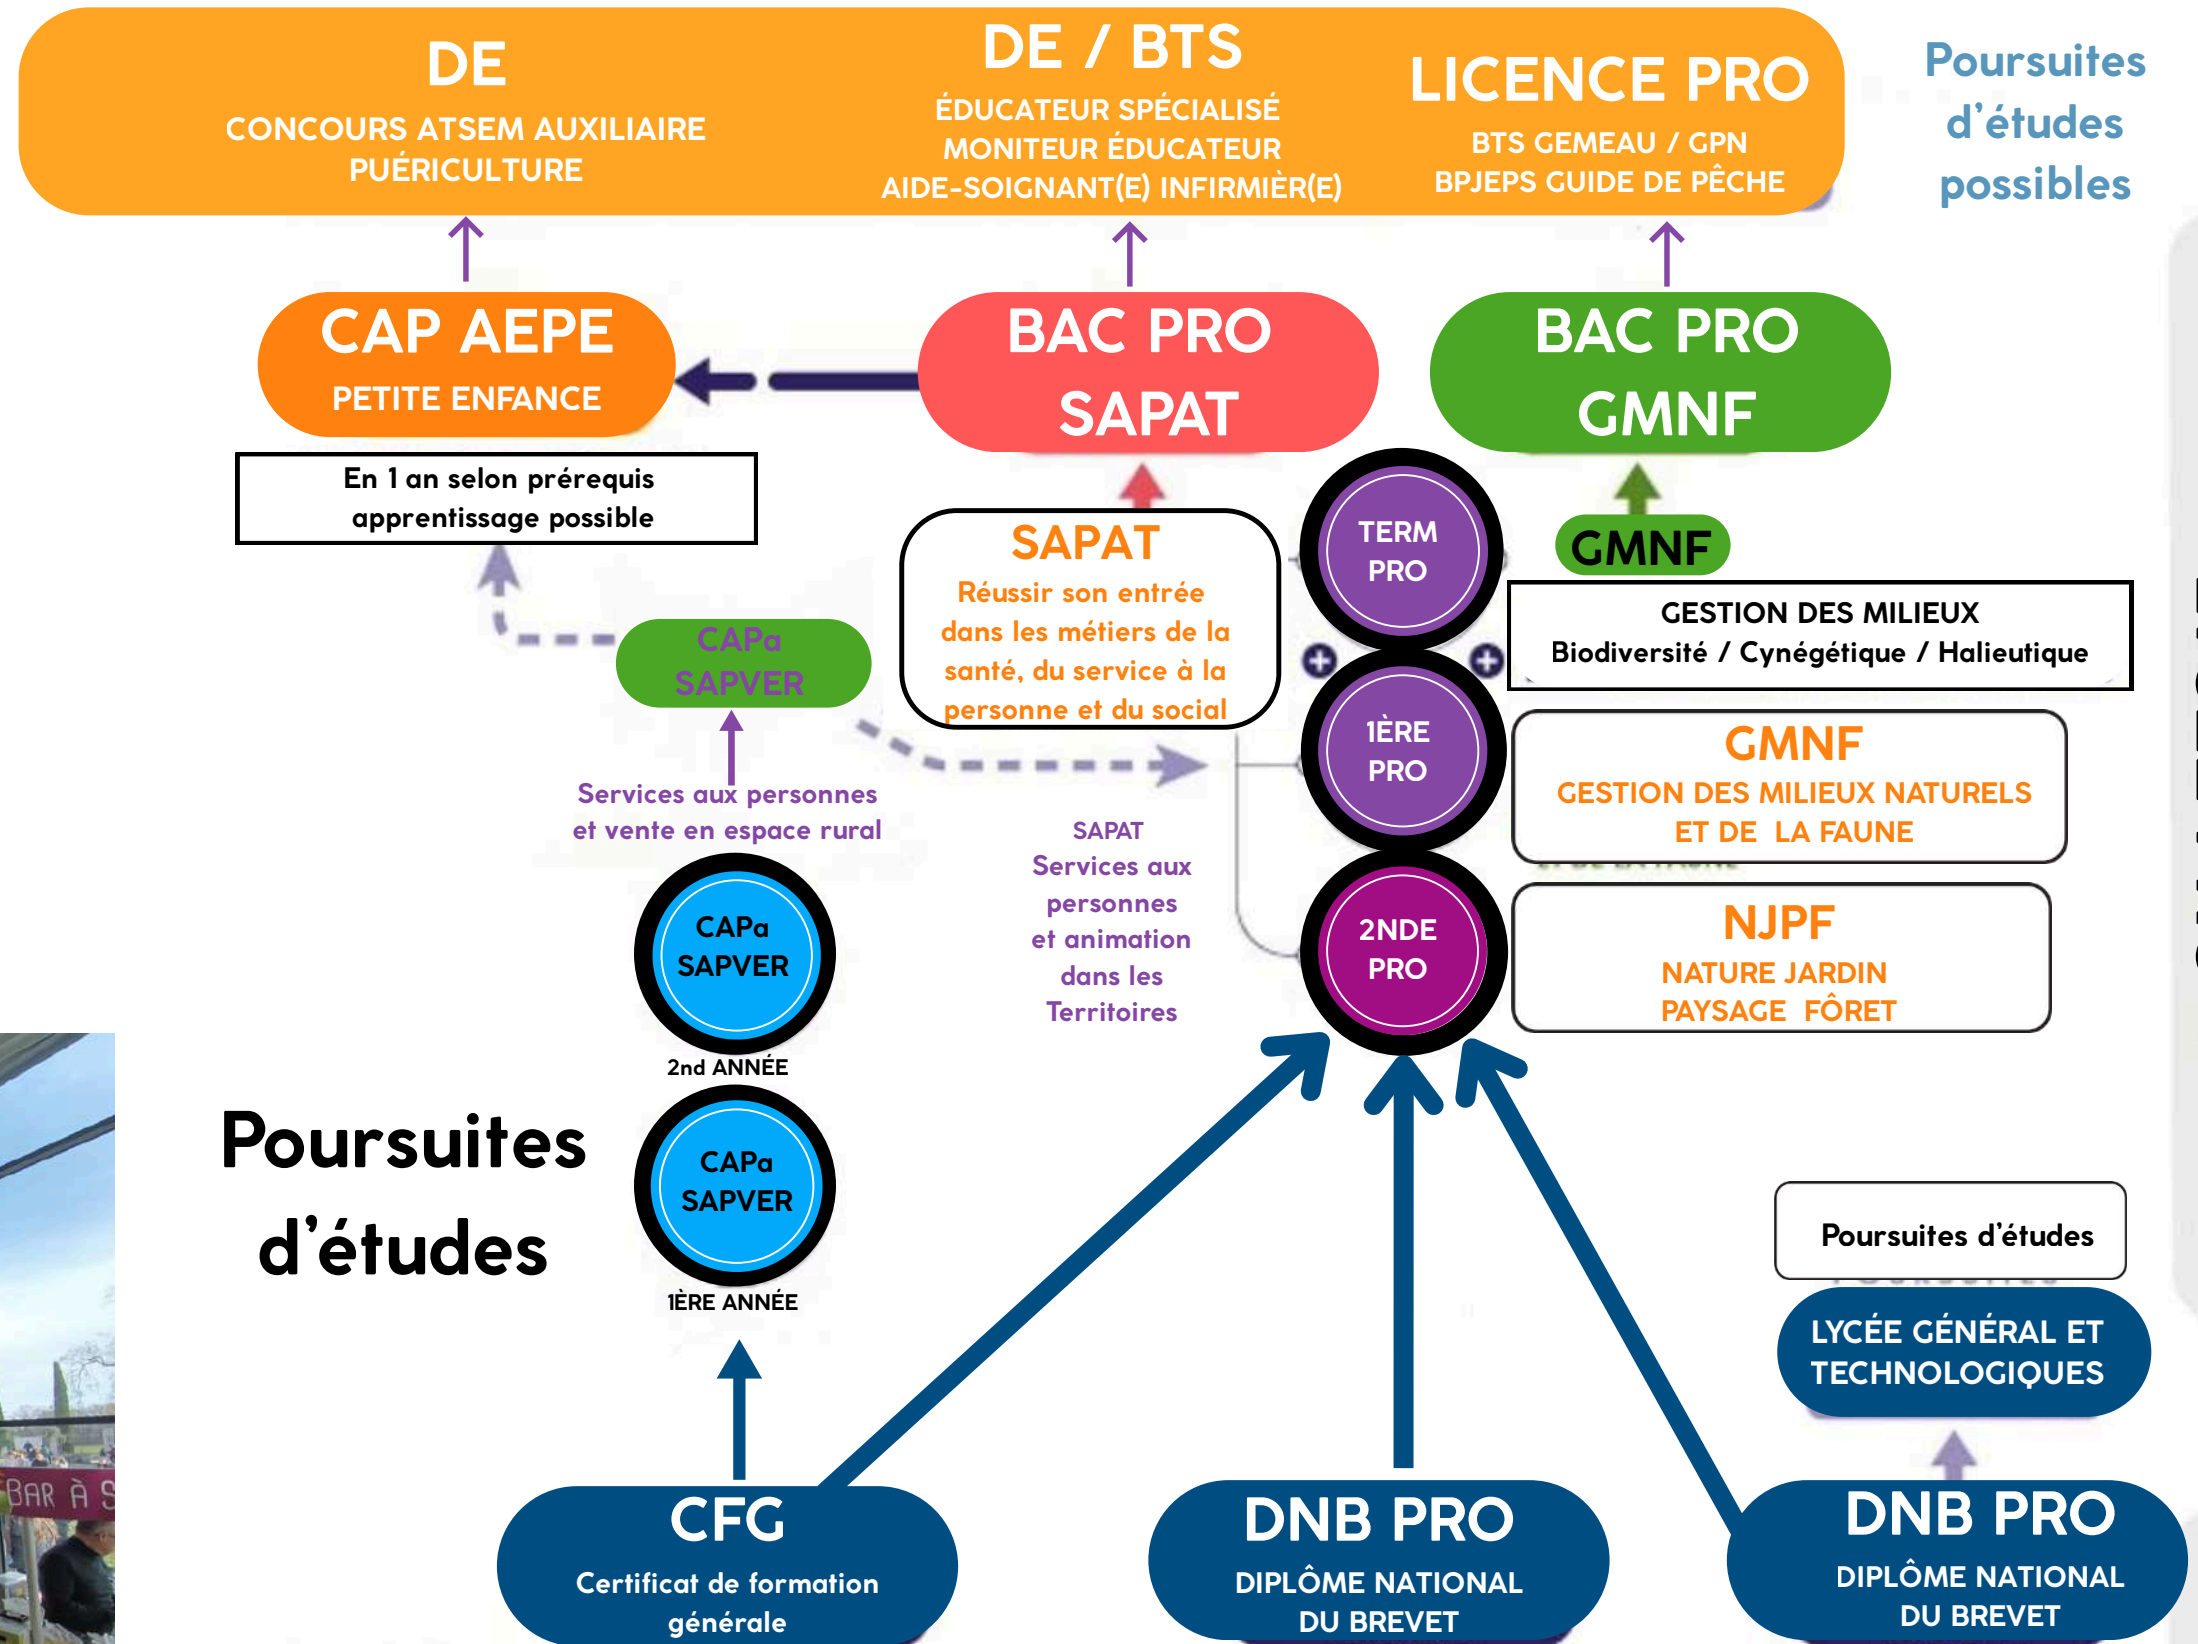 DE
CONCOURS ATSEM AUXILIAIRE
PUÉRICULTURE
DE / BTS
ÉDUCATEUR SPÉCIALISÉ
MONITEUR ÉDUCATEUR
AIDE-SOIGNANT(E) INFIRMIÈR(E)
LICENCE PRO
BTS GEMEAU / GPN
BPJEPS GUIDE DE PÊCHE
Poursuites
d'études
possibles
CAP AEPE
PETITE ENFANCE
BAC PRO
SAPAT
BAC PRO
GMNF
En 1 an selon prérequis
apprentissage possible
SAPAT
Réussir son entrée
dans les métiers de la
santé, du service à la
personne et du social
TERM
PRO
GMNF
GESTION DES MILIEUX
Biodiversité / Cynégétique / Halieutique
CAPa
SAPVER
1ÈRE
PRO
GMNF
GESTION DES MILIEUX NATURELS
ET DE LA FAUNE
Services aux personnes
et vente en espace rural
SAPAT
Services aux
personnes
et animation
dans les
Territoires
2NDE
PRO
NJPF
NATURE JARDIN
PAYSAGE FÔRET
CAPa
SAPVER
2nd ANNÉE
Poursuites
d'études
CAPa
SAPVER
1ÈRE ANNÉE
Poursuites d'études
LYCÉE GÉNÉRAL ET
TECHNOLOGIQUES
BAR À S
CFG
Certificat de formation
générale
DNB PRO
DIPLÔME NATIONAL
DU BREVET
DNB PRO
DIPLÔME NATIONAL
DU BREVET